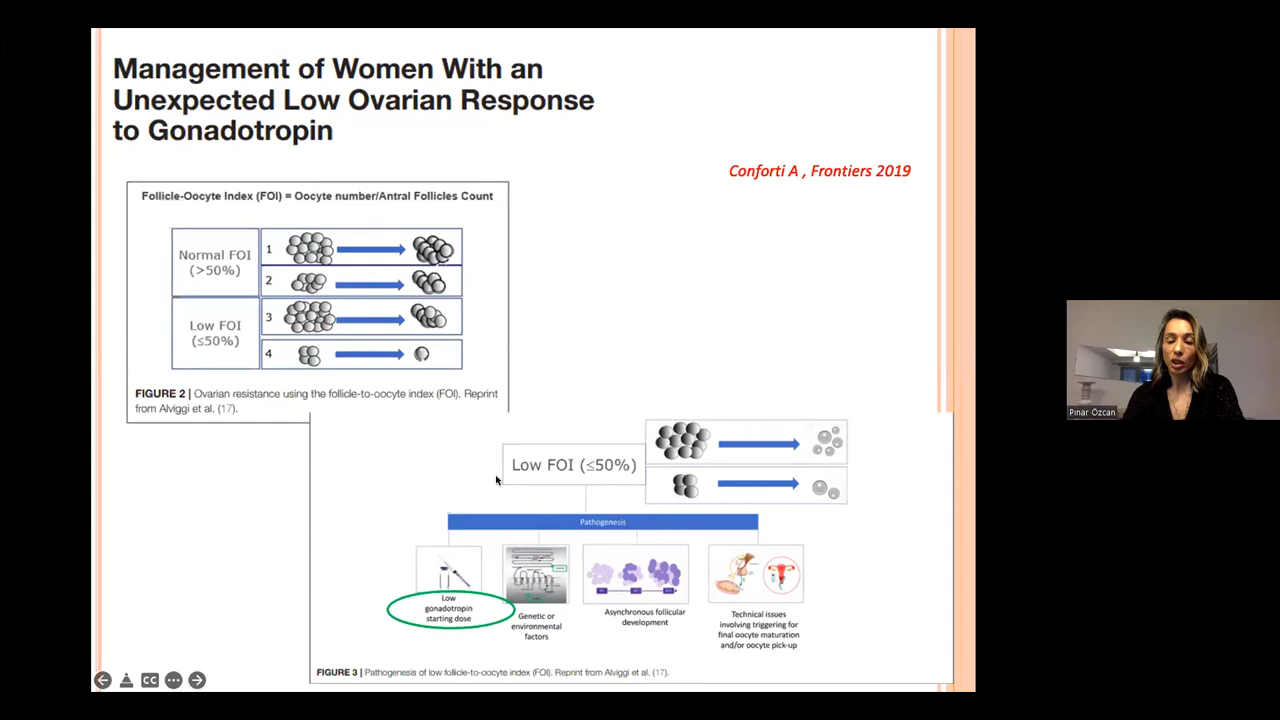 Management of Women With an
Unexpected Low Ovarian Response
to Gonadotropin
Conforti A , Frontiers 2019
Follicle-Oocyte Index (FOI) = Oocyte number/Antral Follicles Count
Normal FOI
(>50%)
1
2
Low FOI
(≤50%)
3
4
FIGURE 2 | Ovarian resistance using the follicle-to-oocyte index (FOI). Reprint
from Alviggi et al. (17).
Low FOI (≤50%)
Pathogenesis
Low
gonadotropin
starting dose
Genetic or
environmental
factors
Asynchronous follicular
development
Technical issues
involving triggering for
final oocyte maturation
and/or oocyte pick-up
FIGURE 3 | Pathogenesis of low follicle-to-oocyte index (FOI). Reprint from Alviggi et al. (17).
CC
Pınar Özcan